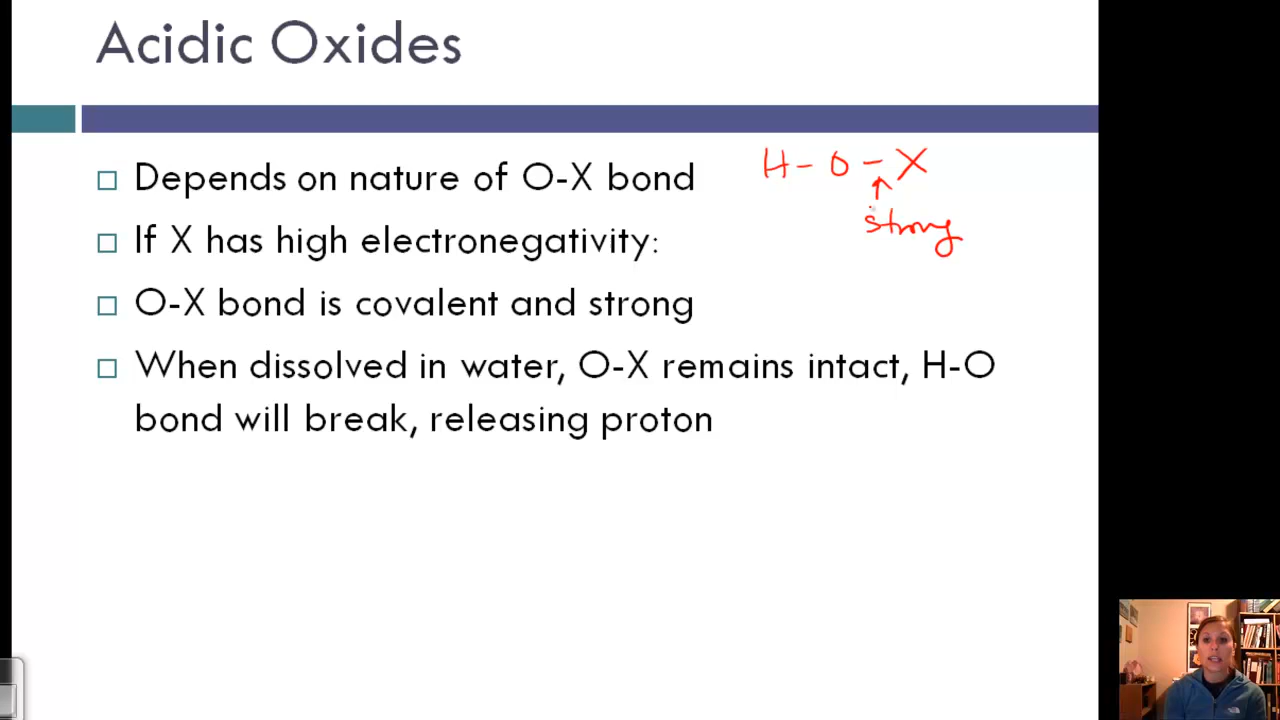 Acidic Oxides
Depends on nature of O-X bond
H - O - X
strong
If X has high electronegativity:
O-X bond is covalent and strong
When dissolved in water, O-X remains intact, H-O
bond will break, releasing proton